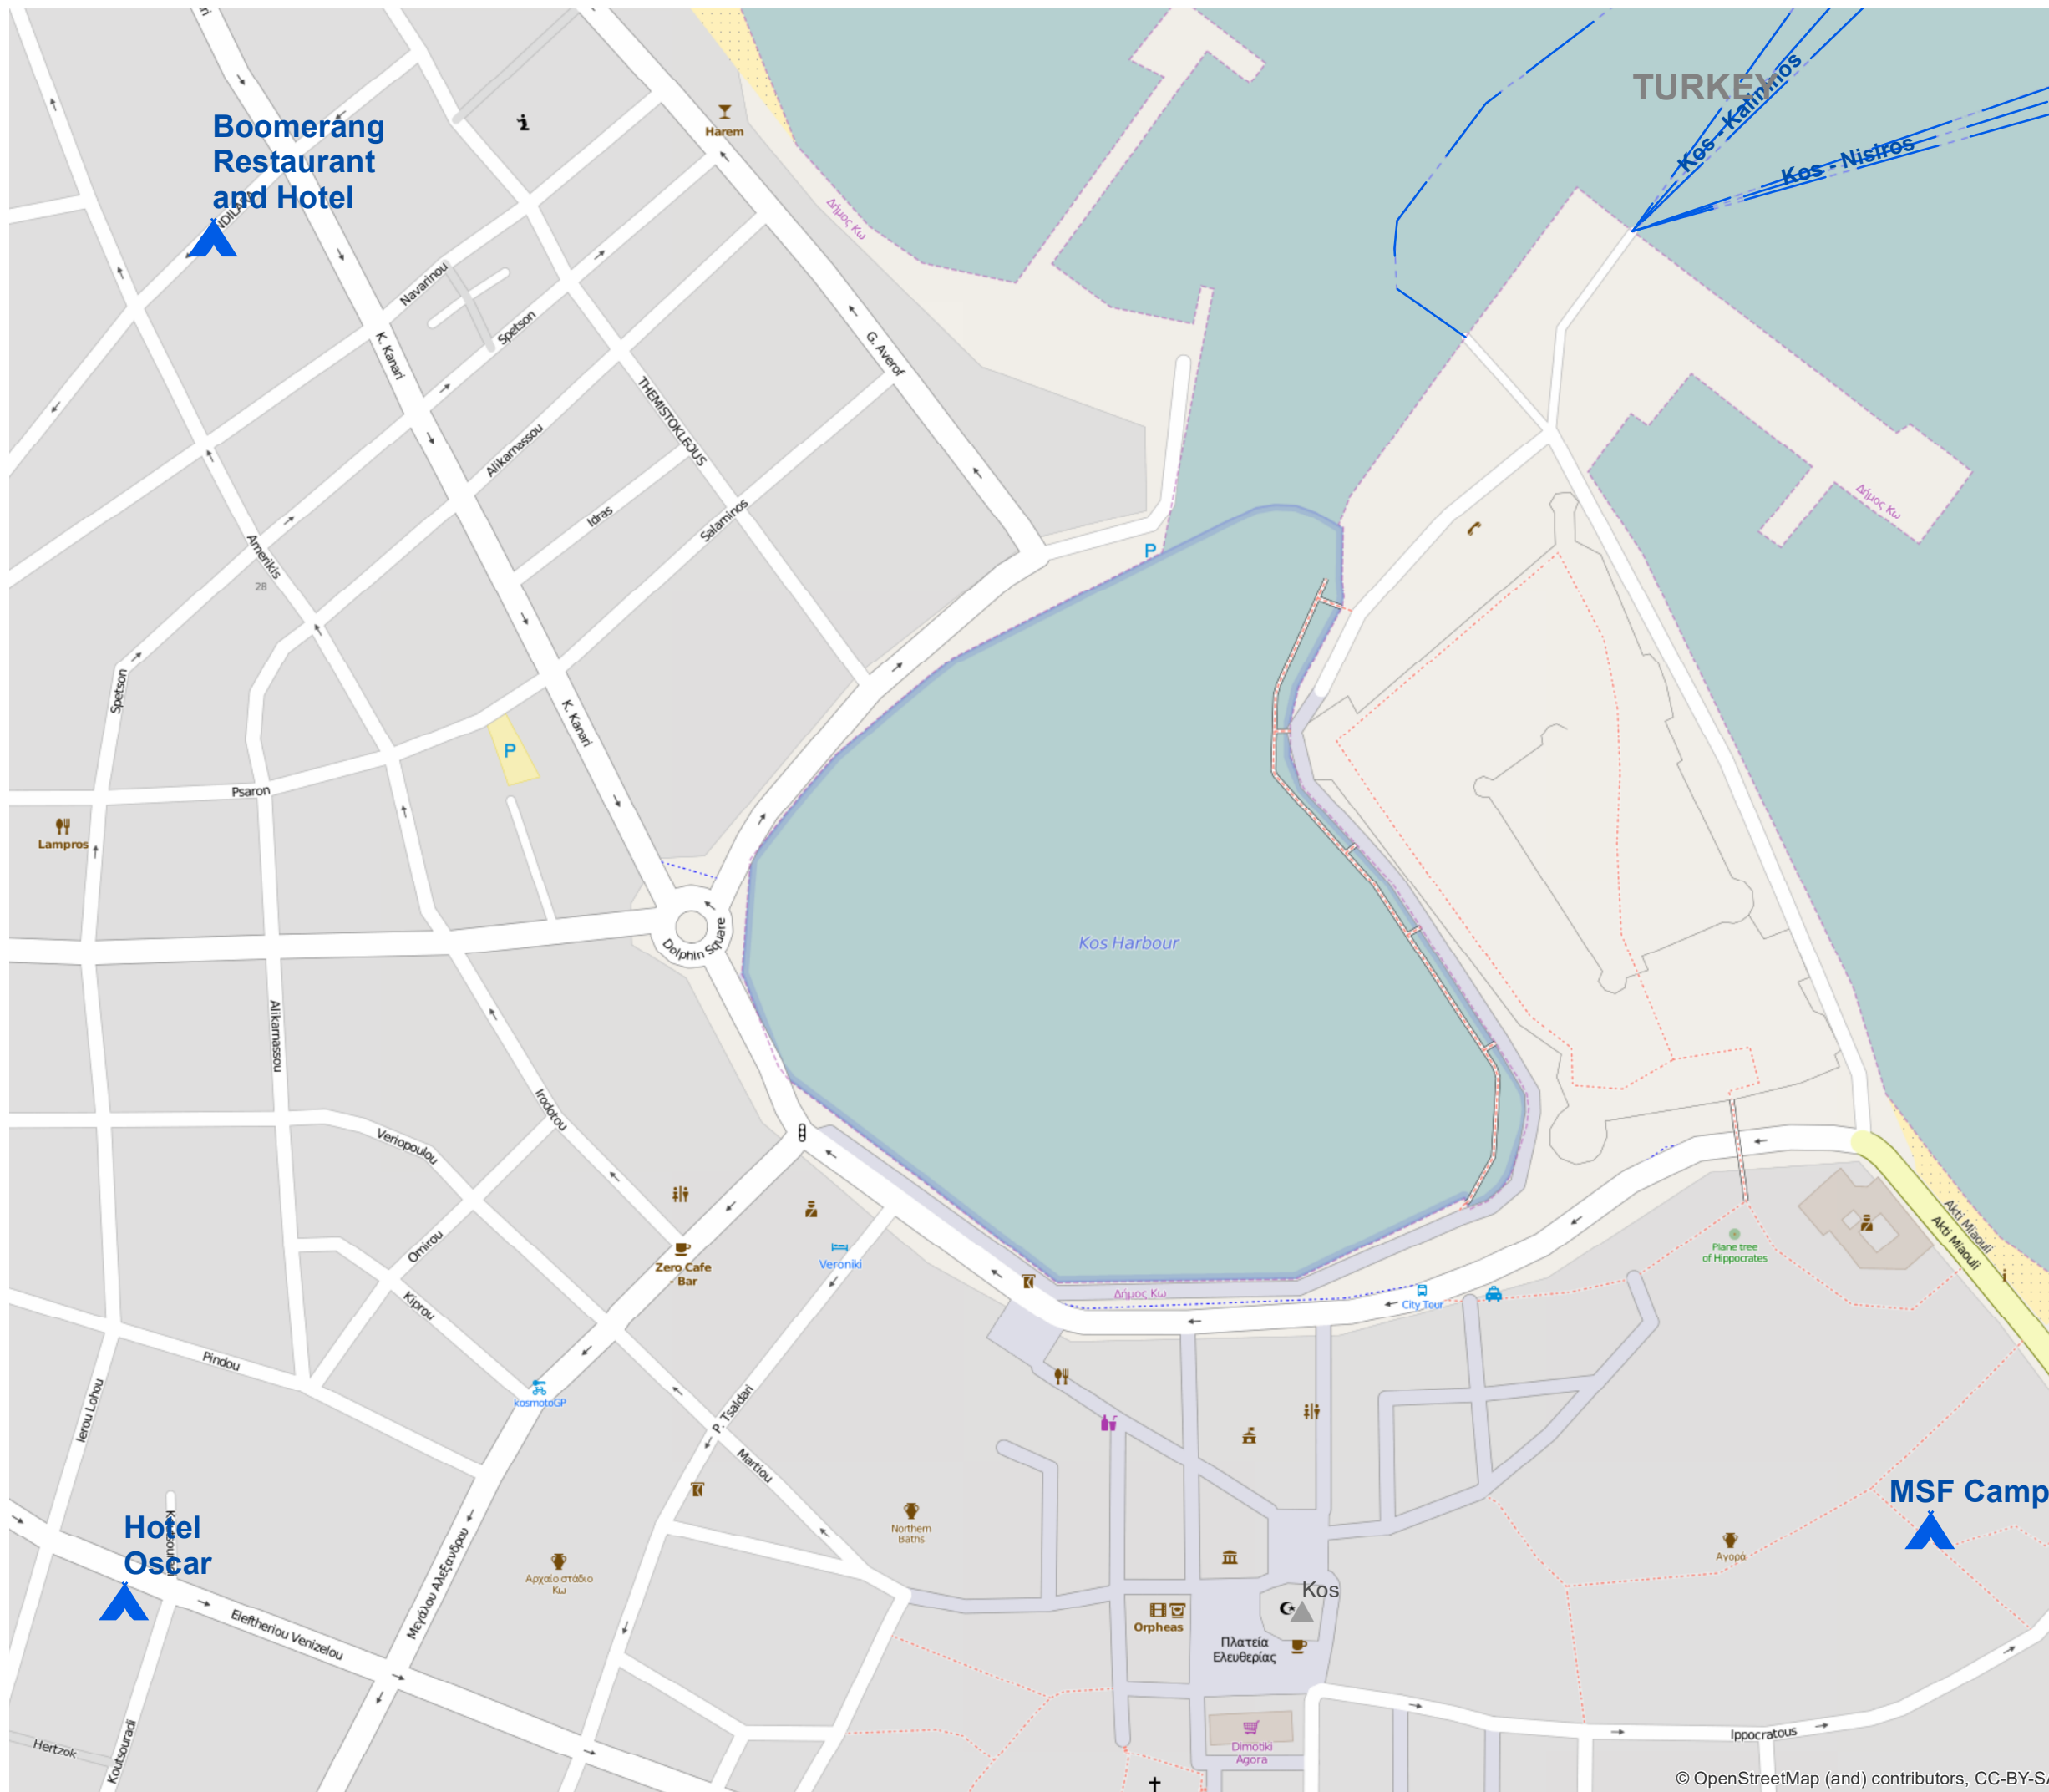 TURKEY
Kos - Kalimnos
Kos - Nisiros
Boomerang
Restaurant
and Hotel
Harem
Δήμος Κω
Navarinou
Spetson
K. Kanari
G. Averof
THEMISTOKLEOUS
Alikarnassou
Idras
Salaminos
Amerikis
28
P
Δήμος Κω
Spetson
K. Kanari
P
Psaron
Lampros
Dolphin Square
Kos Harbour
Alikarnassou
Irodotou
Veriopoulou
Omirou
Kiprou
Zero Cafe
- Bar
Veroniki
Δήμος Κω
City Tour
Plane tree
of Hippocrates
Akti Miaouli
Akti Miaouli
Pindou
kosmotoGP
Ierou Lohou
P. Tsaldari
Martiou
MSF Camp
Hotel
Oscar
Northern
Baths
Αρχαίο στάδιο
Κω
Αγορά
Μεγάλου Αλεξάνδρου
Eleftheriou Venizelou
Kos
Orpheas
Πλατεία
Ελευθερίας
Dimotiki
Agora
Ippocratous
Hertzok
Koutsouradi
© OpenStreetMap (and) contributors, CC-BY-SA